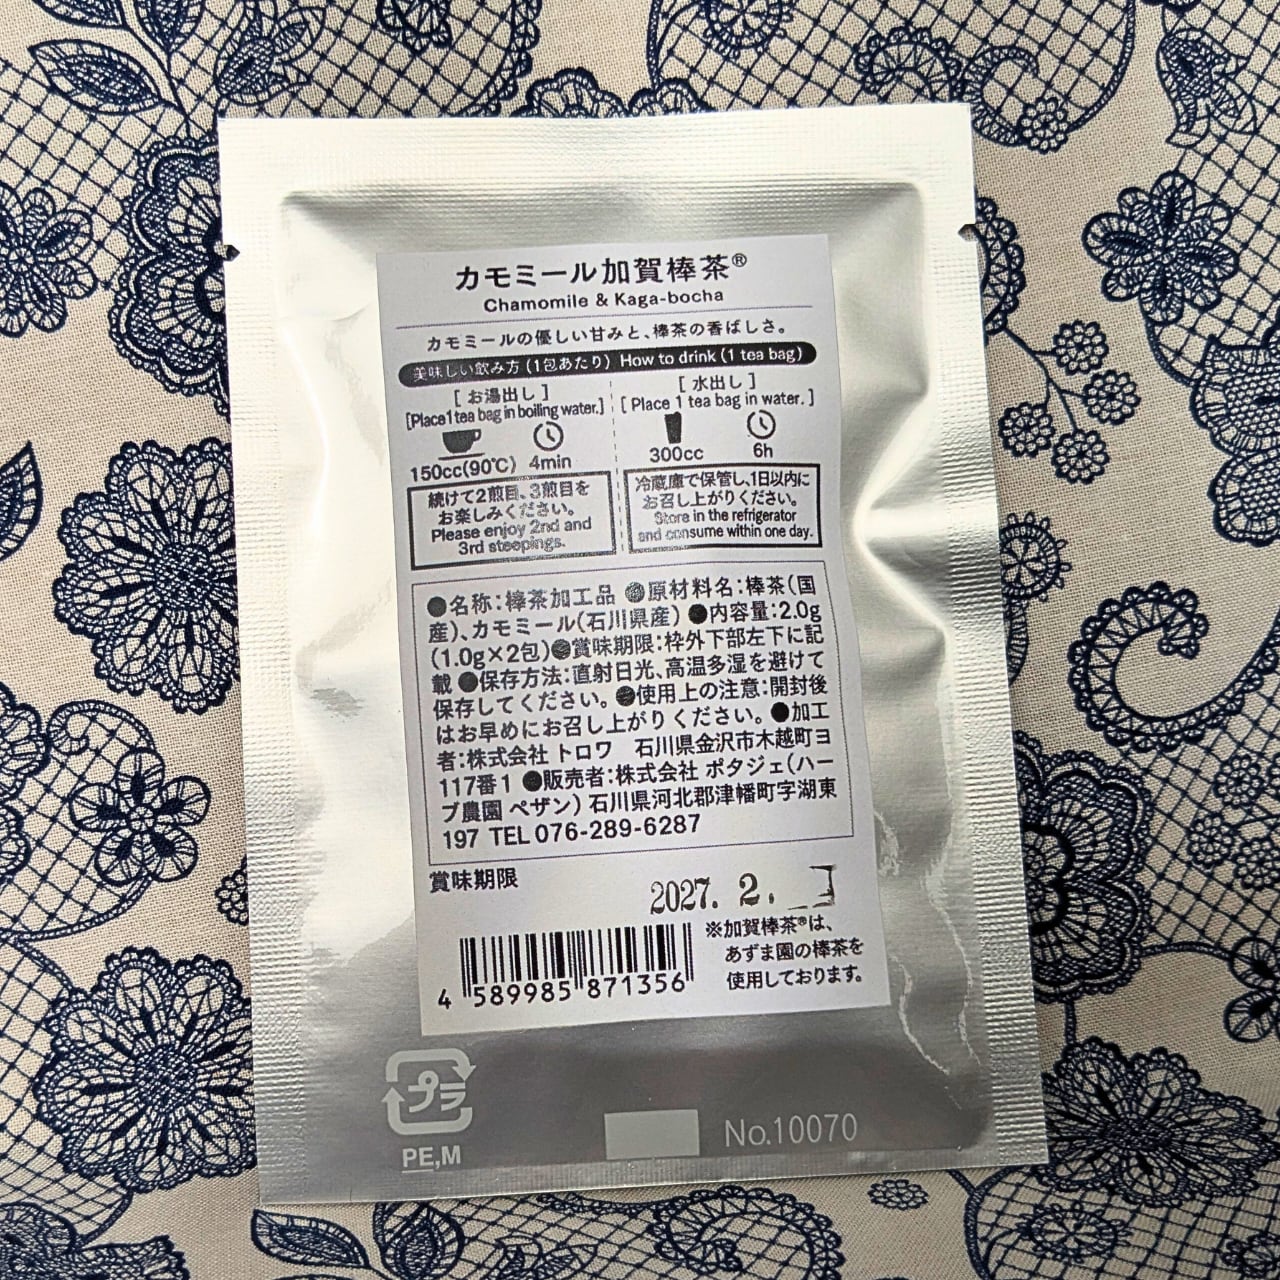 カモミール加賀棒茶®
Chamomile & Kaga-bocha
カモミールの優しい甘みと、棒茶の香ばしさ。
美味しい飲み方(1包あたり) How to drink (1 tea bag)
[ お湯出し ]
[Place 1 tea bag in boiling water.]
150cc(90℃) 4min
続けて2煎目、3煎目を
お楽しみください。
Please enjoy 2nd and
3rd steepings.
[ 水出し ]
[ Place 1 tea bag in water. ]
300cc 6h
冷蔵庫で保管し、1日以内に
お召し上がりください。
Store in the refrigerator
and consume within one day.
●名称:棒茶加工品 ●原材料名:棒茶(国
産)、カモミール(石川県産) ●内容量:2.0g
(1.0g×2包)●賞味期限:枠外下部左下に記
載 ●保存方法:直射日光、高温多湿を避けて
保存してください。●使用上の注意:開封後
はお早めにお召し上がりください。●加工
者:株式会社 トロワ 石川県金沢市木越町ヨ
117番1 ●販売者:株式会社 ポタジェ(ハー
ブ農園 ペザン) 石川県河北郡津幡町字湖東
197 TEL 076-289-6287
賞味期限
2027. 2.
※加賀棒茶®は、
あずま園の棒茶を
使用しております。
4 589985 871356
プラ
PE,M
No.10070